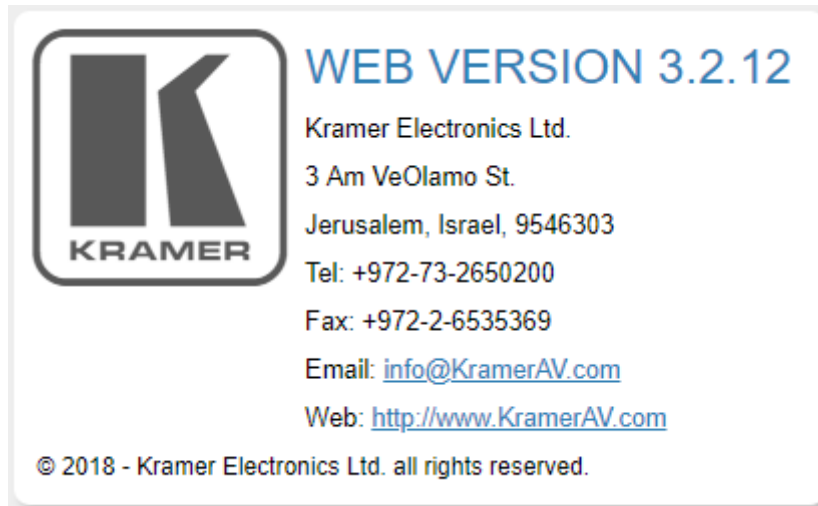 KRAMER
WEB VERSION 3.2.12
Kramer Electronics Ltd.
3 Am VeOlamo St.
Jerusalem, Israel, 9546303
Tel: +972-73-2650200
Fax: +972-2-6535369
Email: info@KramerAV.com
Web: http://www.KramerAV.com
© 2018 - Kramer Electronics Ltd. all rights reserved.